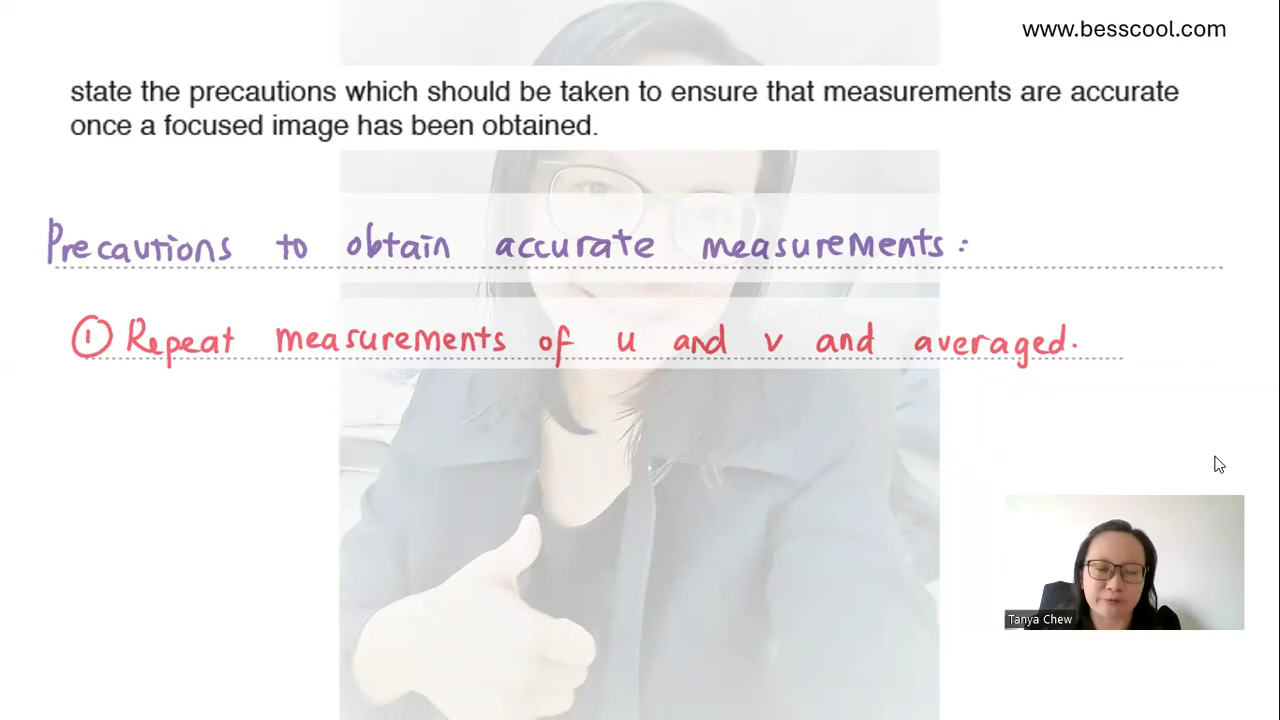 www.besscool.com
state the precautions which should be taken to ensure that measurements are accurate
once a focused image has been obtained.
Precautions to obtain accurate measurements:
① Repeat measurements of u and v and averaged.
Tanya Chew